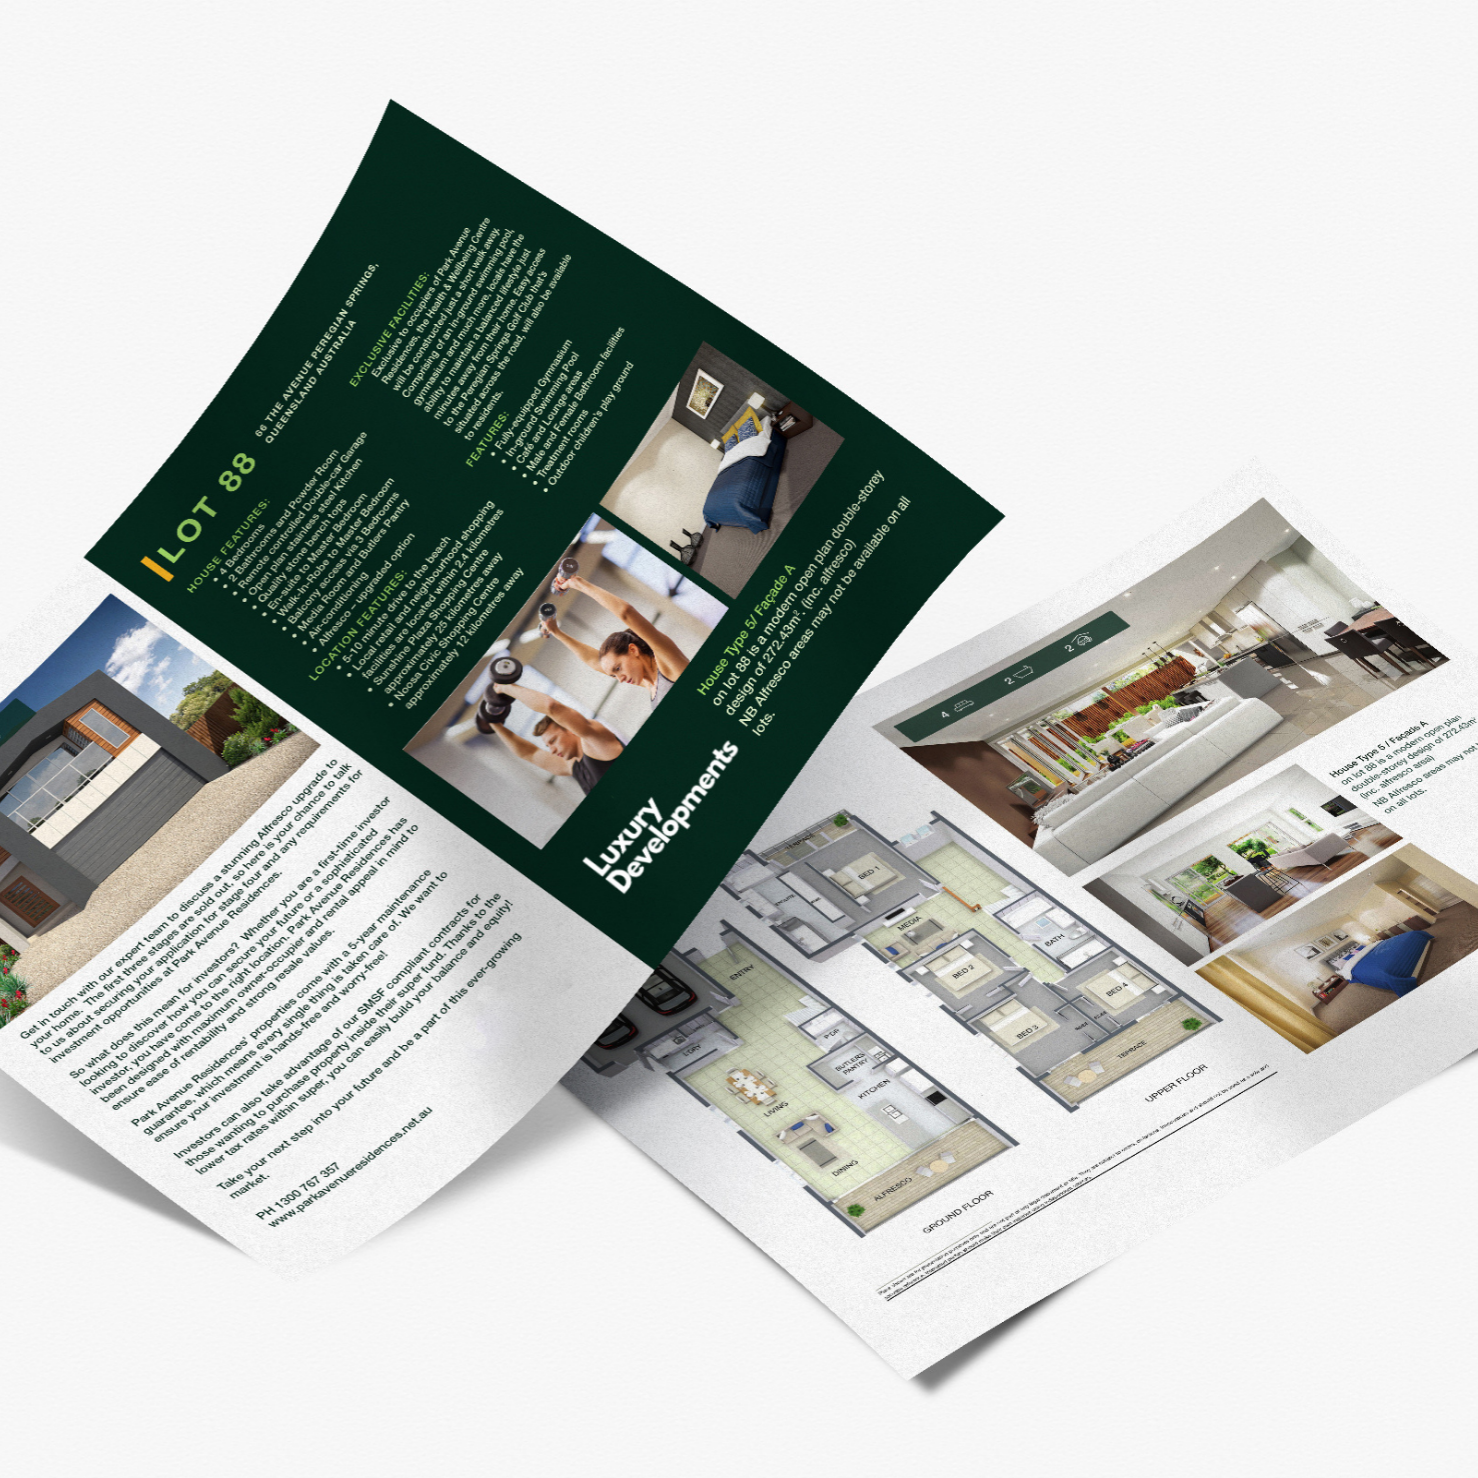 LOT 88
66 THE AVENUE PEREGIAN SPRINGS,
QUEENSLAND AUSTRALIA
HOUSE FEATURES:
• 4 Bedrooms
• 2 Bathrooms and Powder Room
• Remote controlled Double-car Garage
• Open plan stainless steel Kitchen
• Quality stone bench tops
• En-suite to Master Bedroom
• Walk-In-Robe to Master Bedroom
• Balcony access via 3 Bedrooms
• Media Room and Butlers Pantry
• Air-conditioning
• Alfresco – upgraded option
LOCATION FEATURES:
• 5-10 minute drive to the beach
• Local retail and neighbourhood shopping
facilities are located within 2.4 kilometres
• Sunshine Plaza Shopping Centre
approximately 25 kilometres away
• Noosa Civic Shopping Centre
approximately 12 kilometres away
EXCLUSIVE FACILITIES:
Exclusive to occupiers of Park Avenue
Residences, the Health & Wellbeing Centre
will be constructed just a short walk away.
Comprising of an in-ground swimming pool,
gymnasium and much more, locals have the
ability to maintain a balanced lifestyle just
minutes away from their home. Easy access
to the Peregian Springs Golf Club that's
situated across the road, will also be available
to residents.
FEATURES:
• Fully-equipped Gymnasium
• In-ground Swimming Pool
• Café and Lounge areas
• Male and Female Bathroom facilities
• Treatment rooms
• Outdoor children's play ground
House Type 5/ Façade A
on lot 88 is a modern open plan double-storey
design of 272.43m². (inc. alfresco)
NB Alfresco areas may not be available on all
lots.
Luxury
Developments
Get in touch with our expert team to discuss a stunning Alfresco upgrade to
your home. The first three stages are sold out, so here is your chance to talk
to us about securing your application for stage four and any requirements for
investment opportunities at Park Avenue Residences.
So what does this mean for investors? Whether you are a first-time investor
looking to discover how you can secure your future or a sophisticated
investor, you have come to the right location. Park Avenue Residences has
been designed with maximum owner-occupier and rental appeal in mind to
ensure ease of rentability and strong resale values.
Park Avenue Residences' properties come with a 5-year maintenance
guarantee, which means every single thing is taken care of. We want to
ensure your investment is hands-free and worry-free!
Investors can also take advantage of our SMSF compliant contracts for
those wanting to purchase property inside their super fund. Thanks to the
lower tax rates within super, you can easily build your balance and equity!
Take your next step into your future and be a part of this ever-growing
market.
PH 1300 767 357
www.parkavenueresidences.net.au
4
2
2
House Type 5 / Façade A
on lot 88 is a modern open plan
double-storey design of 272.43m²
(inc. alfresco area)
NB Alfresco areas may not
on all lots.
TERRACE
BED 1
MEDIA
BATH
BED 2
BED 4
BED 3
TERRACE
UPPER FLOOR
ENTRY
L'DRY
P'DR
BUTLERS
PANTRY
KITCHEN
LIVING
DINING
ALFRESCO
GROUND FLOOR